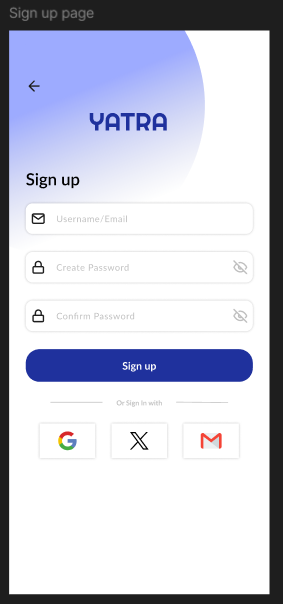 Sign up page
YATRA
Sign up
Username/Email
Create Password
Confirm Password
Sign up
Or Sign In with